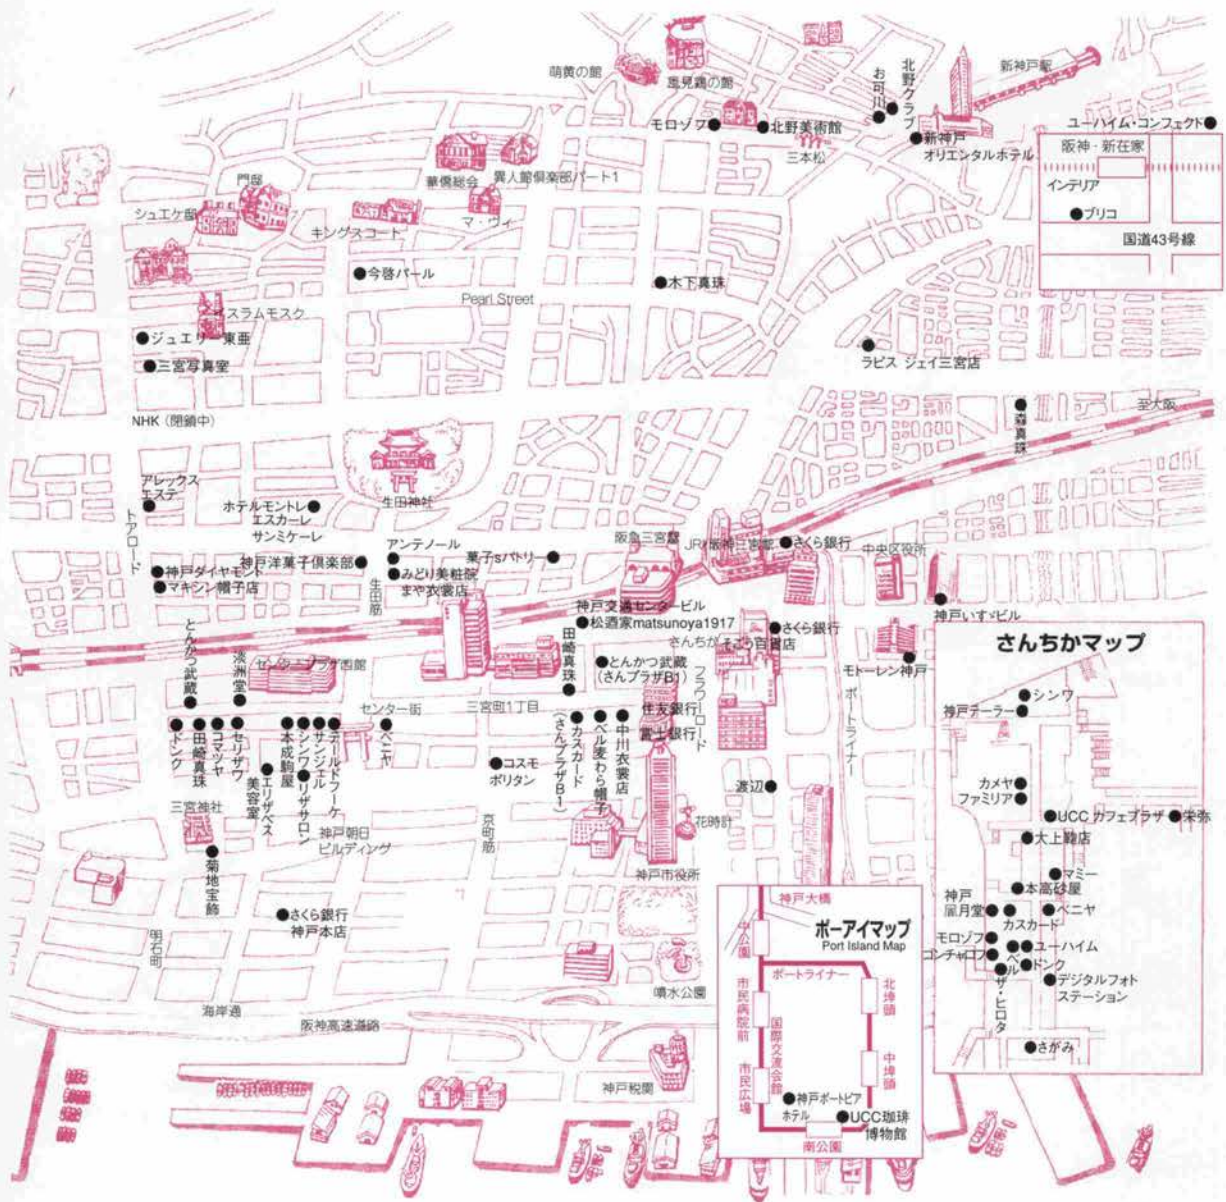 萌黄の館
風見鶏の館
北野クラブ
お可川
新神戸駅
モロゾフ
北野美術館
三本松
新神戸
オリエンタルホテル
ユーハイム・コンフェクト
阪神・新在家
インテリア
ブリコ
国道43号線
門邸
華僑総会
異人館倶楽部パート1
シュエケ邸
キングスコート
マ・ヴィ
今啓パール
Pearl Street
木下真珠
イスラムモスク
ジュエリー東亜
三宮写真室
ラピス ジェイ三宮店
NHK（閉鎖中）
森真珠
至大阪
アレックス
エステ
ホテルモントレ
エスカーレ
サンミケーレ
生田神社
トアロード
神戸ダイヤモンド
マキシン帽子店
神戸洋菓子倶楽部
生田筋
アンテノール
みどり美粧院
まや衣裳店
菓子sパトリー
阪急三宮駅
JR・阪神三宮駅
さくら銀行
中央区役所
神戸いすゞビル
神戸交通センタービル
松酒家matsunoya1917
さんちか
そごう百貨店
さくら銀行
モトーレン神戸
とんかつ武蔵
淡洲堂
センタープラザ西館
田崎真珠
とんかつ武蔵
（さんプラザB1）
フラワーロード
ポートライナー
センター街
三宮町1丁目
住友銀行
富士銀行
ドンク
田崎真珠
コマツヤ
セリザワ
エリザベス
美容室
本成駒屋
シンワ
リザサロン
サンジェル
テールドフーケ
ベニヤ
コスモ
ポリタン
カスカード
（さんプラザB1）
ベル麦わら帽子
中川衣裳店
渡辺
花時計
三宮神社
神戸朝日
ビルディング
京町筋
神戸市役所
菊地宝飾
さくら銀行
神戸本店
明石町
海岸通
阪神高速道路
噴水公園
神戸税関
さんちかマップ
シンワ
神戸テーラー
カメヤ
ファミリア
UCC カフェプラザ
栄弥
大上鞄店
マミー
本高砂屋
神戸
凮月堂
カスカード
ベニヤ
モロゾフ
ゴンチャロフ
ベル
ユーハイム
ドンク
ザ・ヒロタ
デジタルフォト
ステーション
さがみ
神戸大橋
ポーアイマップ
Port Island Map
中公園
ポートライナー
市民病院前
国際交流会館
北埠頭
市民広場
中埠頭
神戸ポートピア
ホテル
UCC珈琲
博物館
南公園